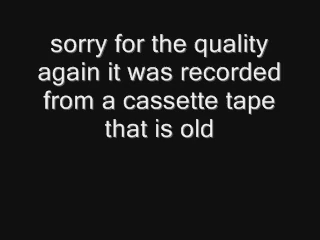 sorry for the quality
again it was recorded
from a cassette tape
that is old